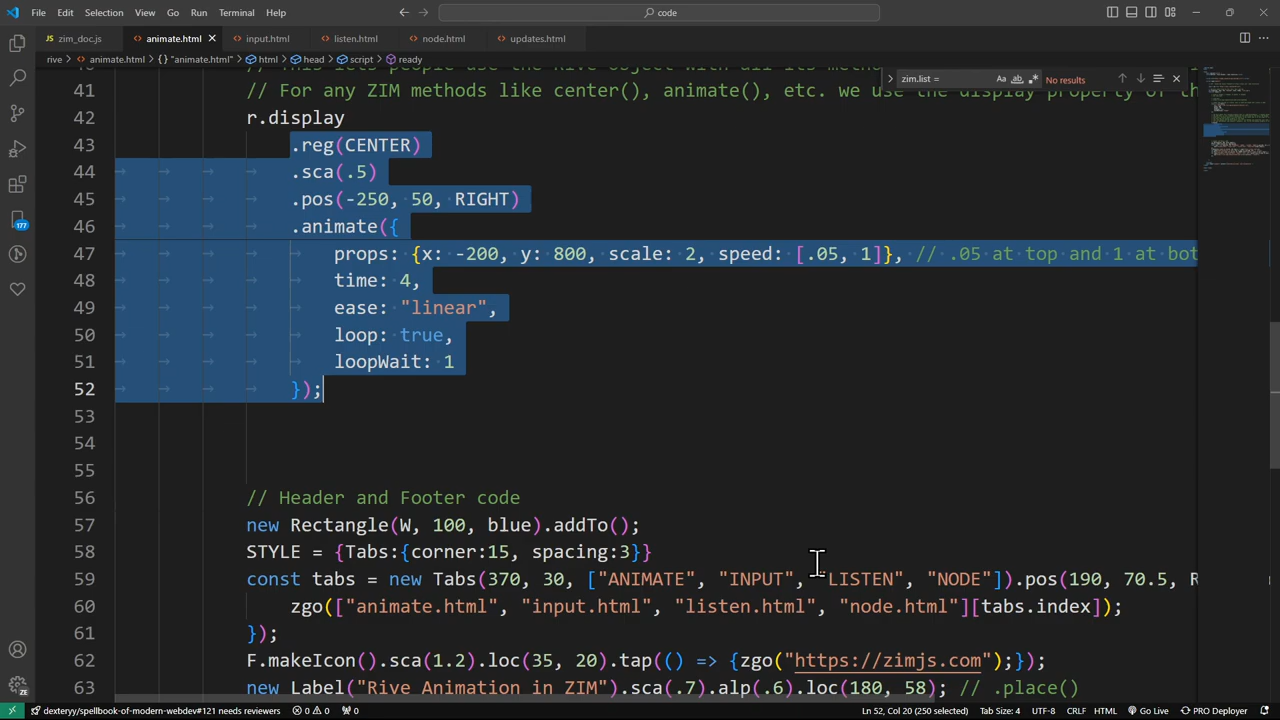 File Edit Selection View Go Run Terminal Help
code
zim_doc.js animate.html input.html listen.html node.html updates.html
rive > animate.html > {} "animate.html" > html > head > script > ready
zim.list = Aa ab .* No results
41 // For any ZIM methods like center(), animate(), etc. we use the display property of th
42 r.display
43 .reg(CENTER)
44 .sca(.5)
45 .pos(-250, 50, RIGHT)
46 .animate({
47 props: {x: -200, y: 800, scale: 2, speed: [.05, 1]}, // .05 at top and 1 at bot
48 time: 4,
49 ease: "linear",
50 loop: true,
51 loopWait: 1
52 });
53
54
55
56 // Header and Footer code
57 new Rectangle(W, 100, blue).addTo();
58 STYLE = {Tabs:{corner:15, spacing:3}}
59 const tabs = new Tabs(370, 30, ["ANIMATE", "INPUT", "LISTEN", "NODE"]).pos(190, 70.5, R
60 zgo(["animate.html", "input.html", "listen.html", "node.html"][tabs.index]);
61 });
62 F.makeIcon().sca(1.2).loc(35, 20).tap(() => {zgo("https://zimjs.com");});
63 new Label("Rive Animation in ZIM").sca(.7).alp(.6).loc(180, 58); // .place()
177
ZE
dexteryy/spellbook-of-modern-webdev#121 needs reviewers 0 0 0 Ln 52, Col 20 (250 selected) Tab Size: 4 UTF-8 CRLF HTML Go Live PRO Deployer